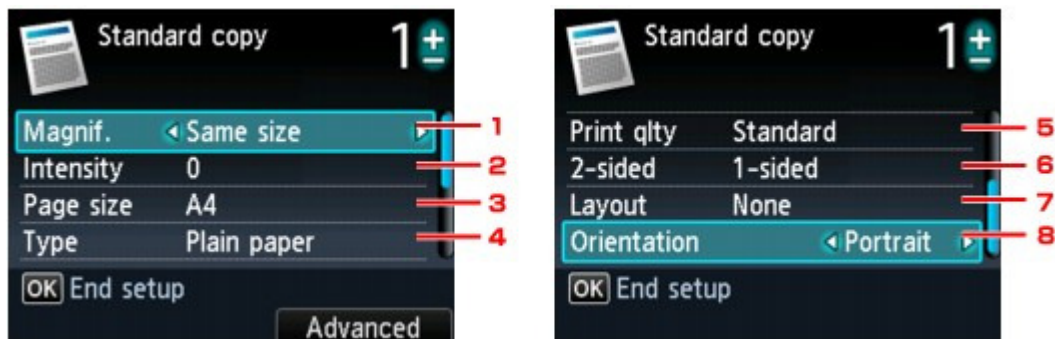 Standard copy 1
Magnif. Same size 1
Intensity 0 2
Page size A4 3
Type Plain paper 4
OK End setup
Advanced
Standard copy 1
Print qlty Standard 5
2-sided 1-sided 6
Layout None 7
Orientation Portrait 8
OK End setup